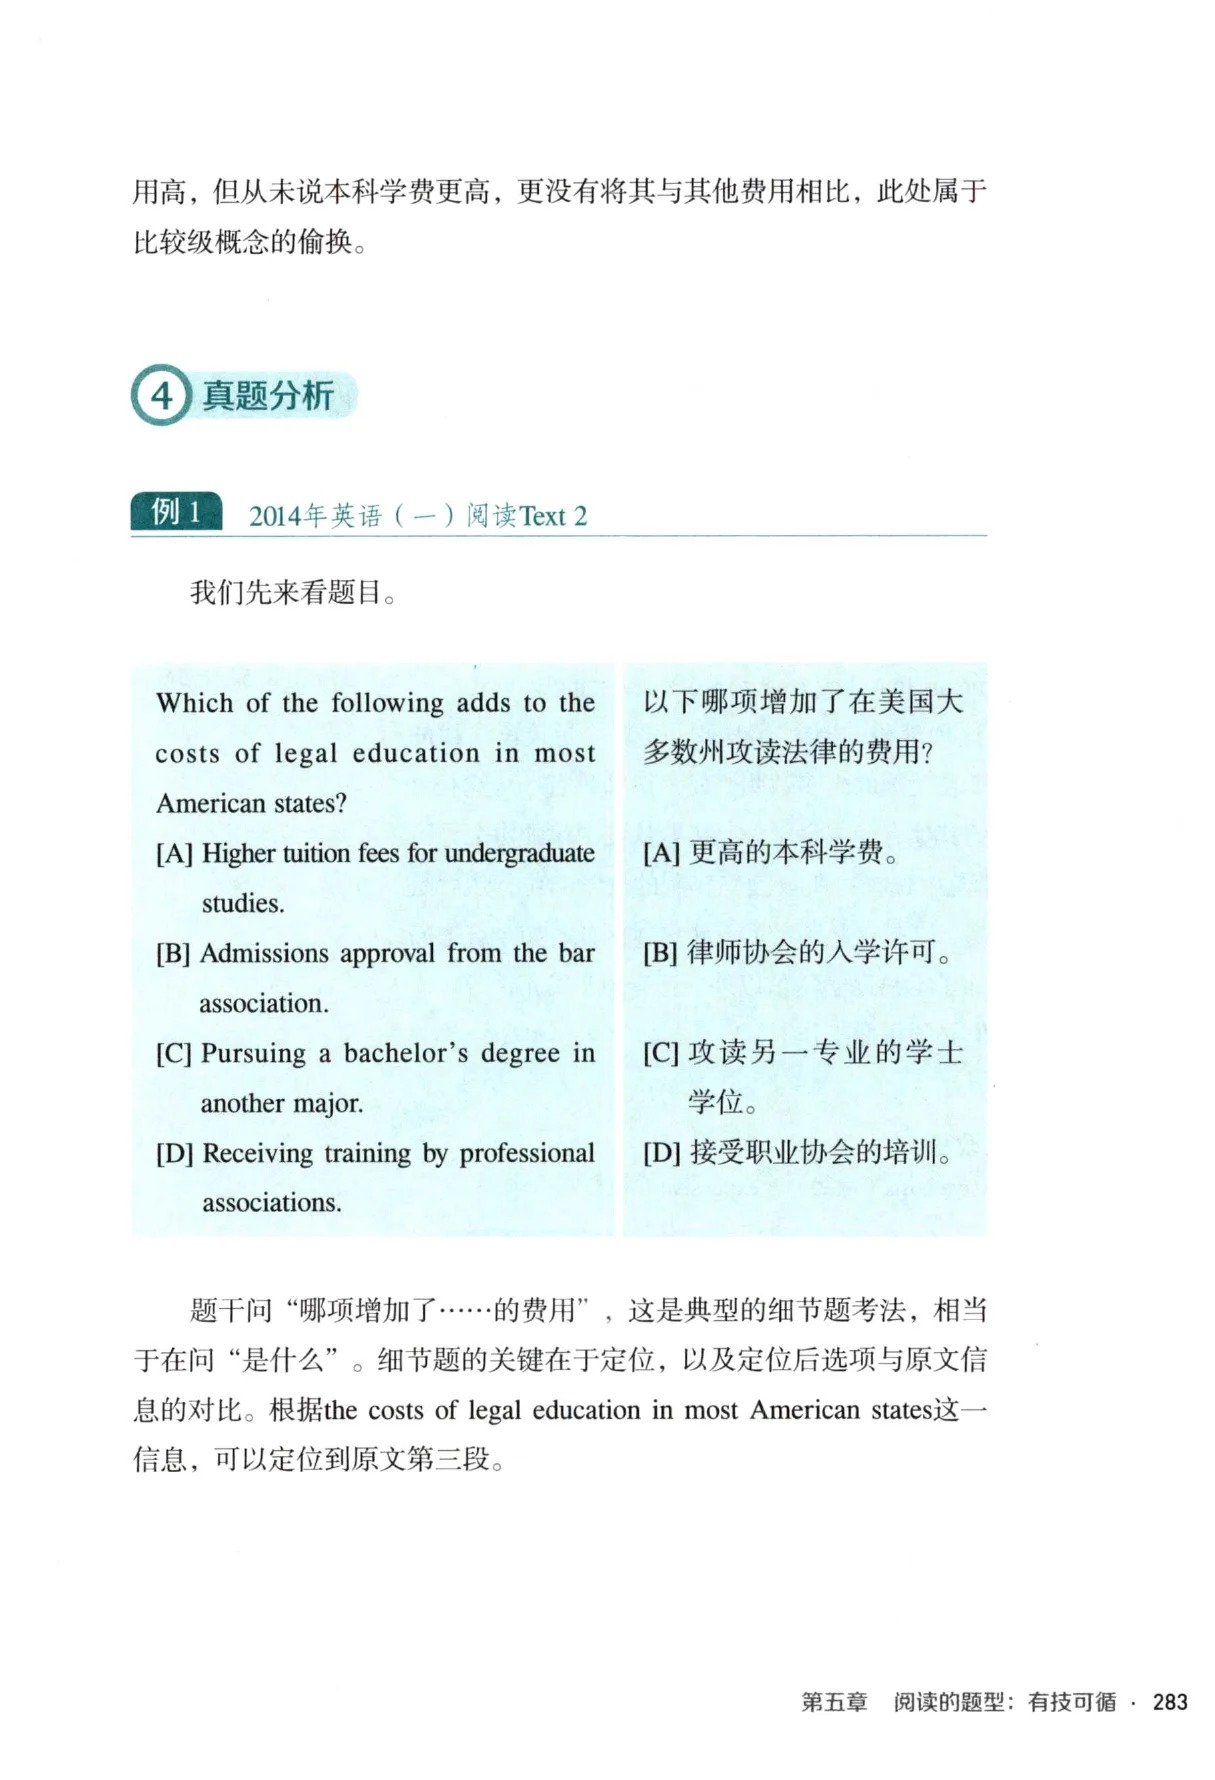 用高，但从未说本科学费更高，更没有将其与其他费用相比，此处属于
比较级概念的偷换。
4 真题分析
例 1 2014年英语（一）阅读Text 2
我们先来看题目。
Which of the following adds to the
costs of legal education in most
American states?
[A] Higher tuition fees for undergraduate
studies.
[B] Admissions approval from the bar
association.
[C] Pursuing a bachelor's degree in
another major.
[D] Receiving training by professional
associations.
以下哪项增加了在美国大
多数州攻读法律的费用？
[A] 更高的本科学费。
[B] 律师协会的入学许可。
[C] 攻读另一专业的学士
学位。
[D] 接受职业协会的培训。
题干问“哪项增加了……的费用”，这是典型的细节题考法，相当
于在问“是什么”。细节题的关键在于定位，以及定位后选项与原文信
息的对比。根据the costs of legal education in most American states这一
信息，可以定位到原文第三段。
第五章 阅读的题型：有技可循 · 283